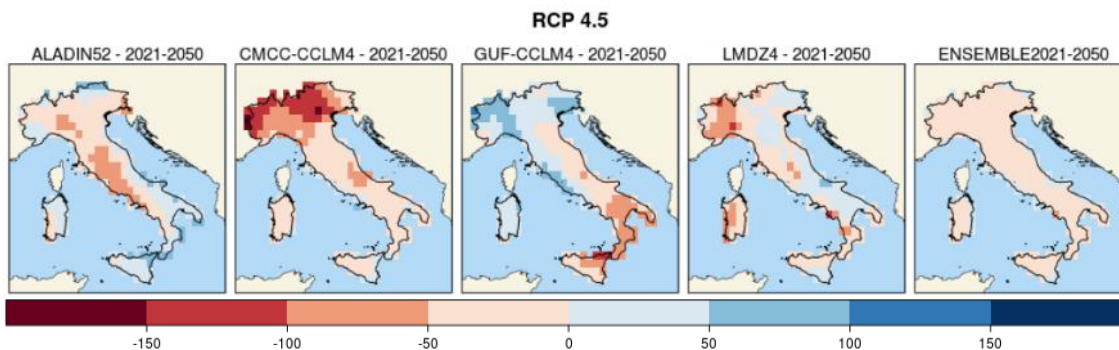 RCP 4.5
ALADIN52 - 2021-2050
CMCC-CCLM4 - 2021-2050
GUF-CCLM4 - 2021-2050
LMDZ4 - 2021-2050
ENSEMBLE2021-2050
-150
-100
-50
0
50
100
150